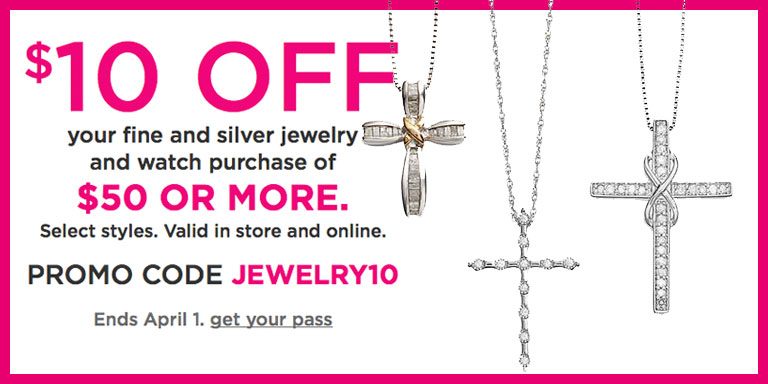 $10 OFF
your fine and silver jewelry
and watch purchase of
$50 OR MORE.
Select styles. Valid in store and online.
PROMO CODE JEWELRY10
Ends April 1. get your pass